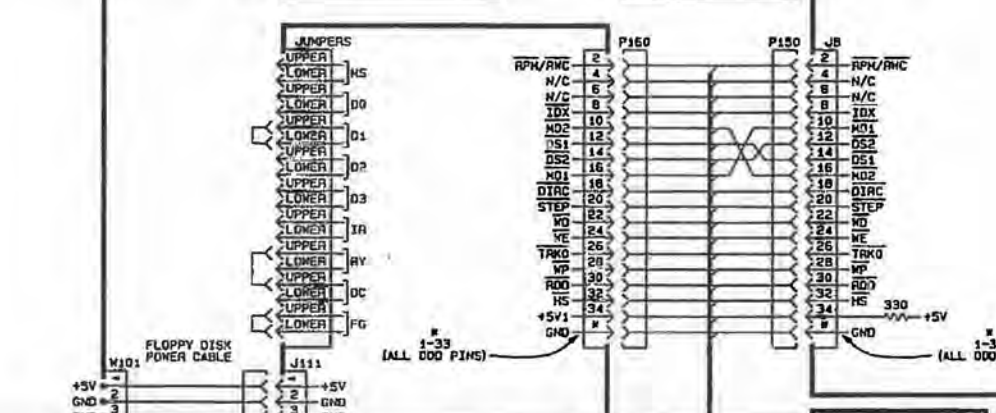 JUMPERS
UPPER
LOWER HS
UPPER
LOWER D0
UPPER
LOWER D1
UPPER
LOWER D2
UPPER
LOWER D3
UPPER
LOWER IR
UPPER
LOWER RY
UPPER
LOWER DC
UPPER
LOWER FG
P160
RPM/RWC 2
N/C 4
N/C 6
IDX 8
MO2 10
DS1 12
DS2 14
MO1 16
DIRC 18
STEP 20
WD 22
WE 24
TRK0 26
WP 28
RDD 30
HS 32
+5V1 34
GND *
*
1-33
(ALL ODD PINS)
P150 J8
2 RPM/RWC
4 N/C
6 N/C
8 IDX
10 MO1
12 DS2
14 DS1
16 MO2
18 DIRC
20 STEP
22 WD
24 WE
26 TRK0
28 WP
30 RDD
32 HS
34 330 +5V
* GND
*
1-3
(ALL ODD
FLOPPY DISK
POWER CABLE
W101
+5V 4
GND 2
3
J111
4 +5V
2 GND
3